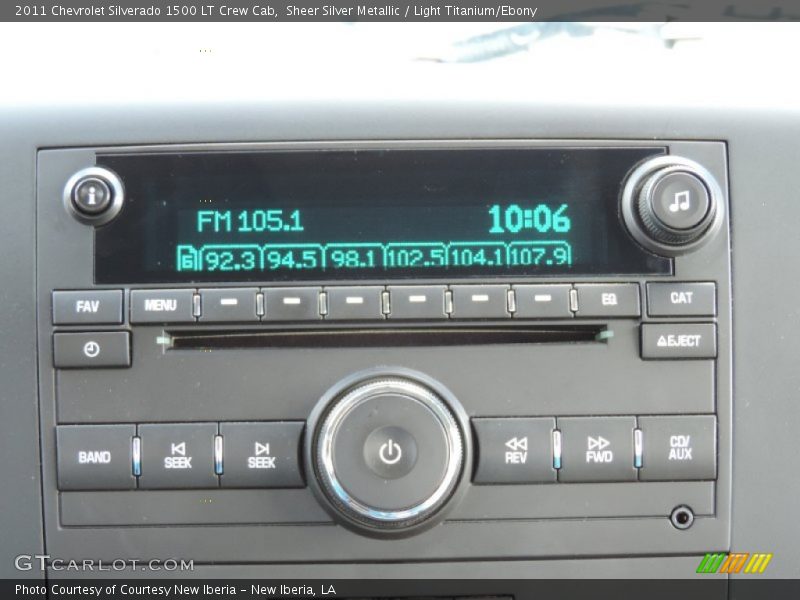 2011 Chevrolet Silverado 1500 LT Crew Cab,  Sheer Silver Metallic / Light Titanium/Ebony
FM 105.1 10:06
6 92.3 94.5 98.1 102.5 104.1 107.9
FAV MENU EQ CAT
EJECT
BAND SEEK SEEK REV FWD CD/AUX
GTCARLOT.COM
Photo Courtesy of Courtesy New Iberia – New Iberia, LA